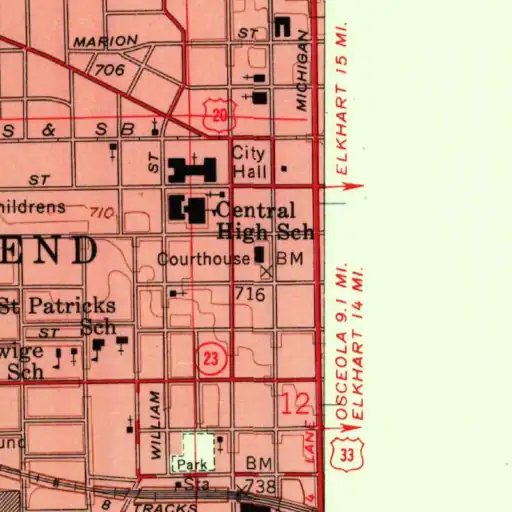 MARION
ST
706
MICHIGAN
ELKHART 15 MI.
20
S & S B
City
Hall
ST
ST
hildrens
710
Central
High Sch
END
Courthouse
BM
716
St Patricks
Sch
ST
23
wige
Sch
OSCEOLA 9.1 MI.
ELKHART 14 MI.
12
WILLIAM
4 LANE
33
und
Park
BM
Sta
738
8
TRACKS